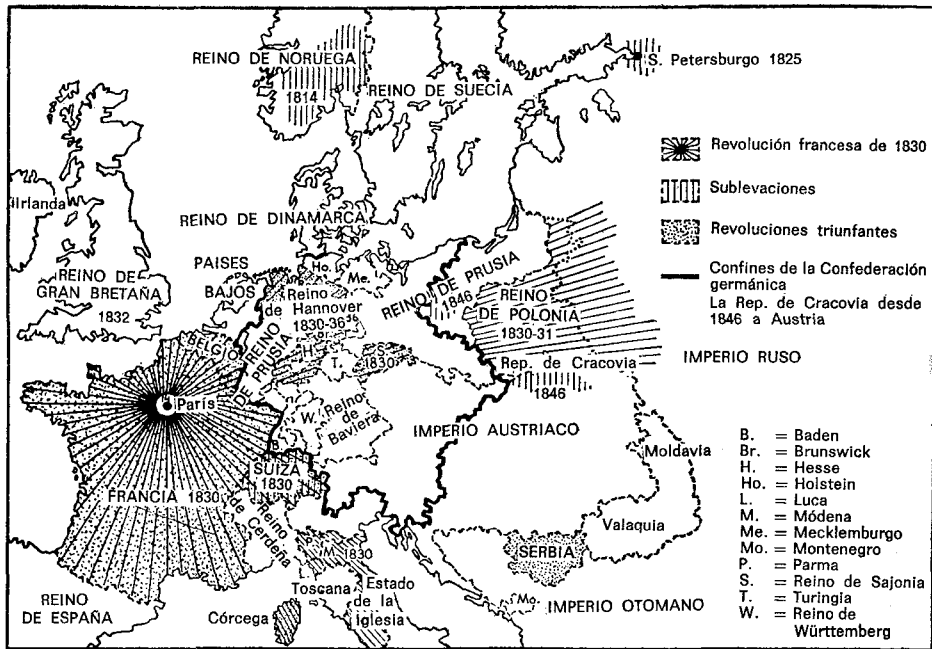 REINO DE NORUEGA
1814
REINO DE SUECIA
S. Petersburgo 1825
Irlanda
REINO DE
GRAN BRETAÑA
1832
REINO DE DINAMARCA
PAISES
BAJOS
Ho.
Me.
Reino
de Hannover
1830-36
REINO DE PRUSIA
1846
REINO
DE POLONIA
1830-31
BELGIO
REINO
DE PRUSIA
H.
T.
S.
1830
Rep. de Cracovia
1846
IMPERIO RUSO
París
W.
Reino
de
Baviera
IMPERIO AUSTRIACO
B.
SUIZA
1830
FRANCIA 1830
Reino
de Cerdeña
Moldavia
Valaquia
SERBIA
M.
1830
Toscana
Estado
de la
iglesia
Mo.
IMPERIO OTOMANO
REINO
DE ESPAÑA
Córcega
Revolución francesa de 1830
Sublevaciones
Revoluciones triunfantes
Confines de la Confederación
germánica
La Rep. de Cracovia desde
1846 a Austria
B. = Baden
Br. = Brunswick
H. = Hesse
Ho. = Holstein
L. = Luca
M. = Módena
Me. = Mecklemburgo
Mo. = Montenegro
P. = Parma
S. = Reino de Sajonia
T. = Turingia
W. = Reino de
Württemberg